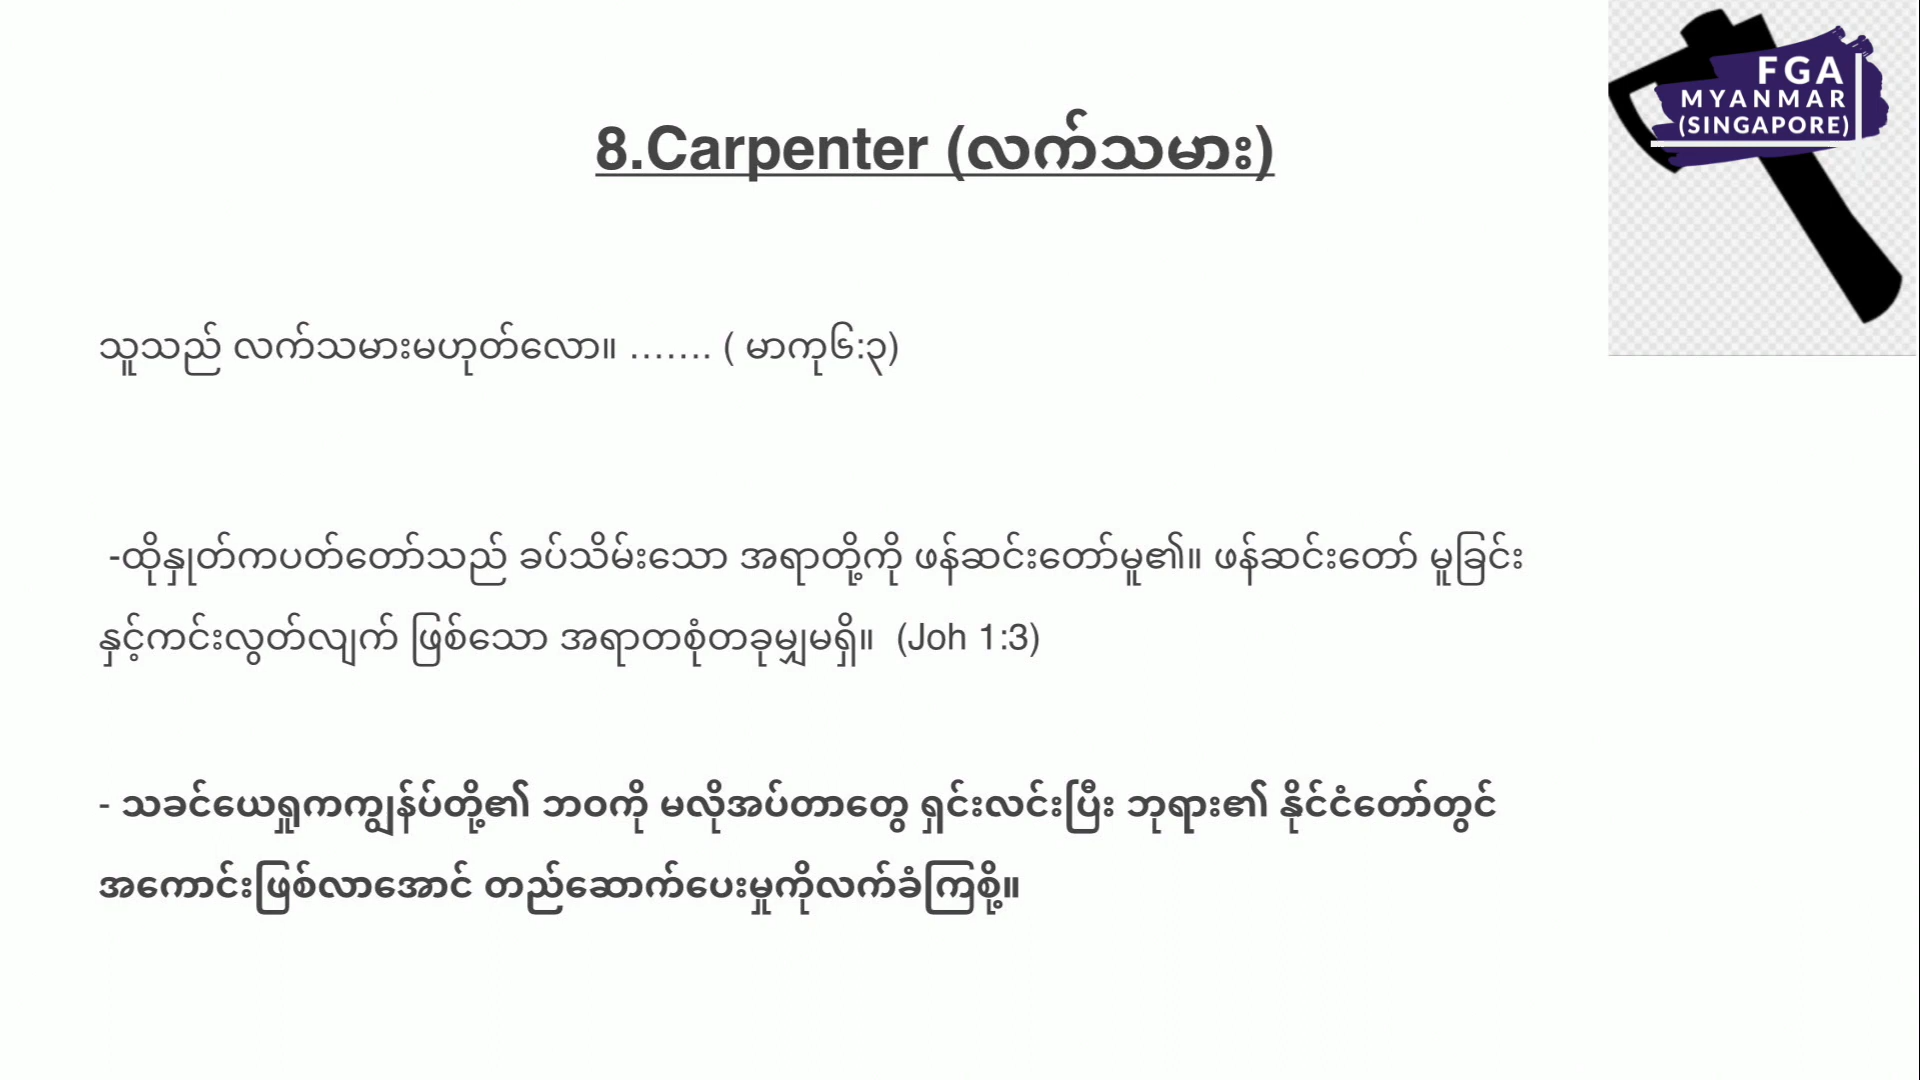 FGA
MYANMAR
(SINGAPORE)
8.Carpenter (လက်သမား)
သူသည် လက်သမားမဟုတ်လော။ ....... ( မာကု၆:၃)
-ထိုနှုတ်ကပတ်တော်သည် ခပ်သိမ်းသော အရာတို့ကို ဖန်ဆင်းတော်မူ၏။ ဖန်ဆင်းတော် မူခြင်း
နှင့်ကင်းလွတ်လျက် ဖြစ်သော အရာတစုံတခုမျှမရှိ။ (Joh 1:3)
- သခင်ယေရှုကကျွန်ပ်တို့၏ ဘဝကို မလိုအပ်တာတွေ ရှင်းလင်းပြီး ဘုရား၏ နိုင်ငံတော်တွင်
အကောင်းဖြစ်လာအောင် တည်ဆောက်ပေးမှုကိုလက်ခံကြစို့။